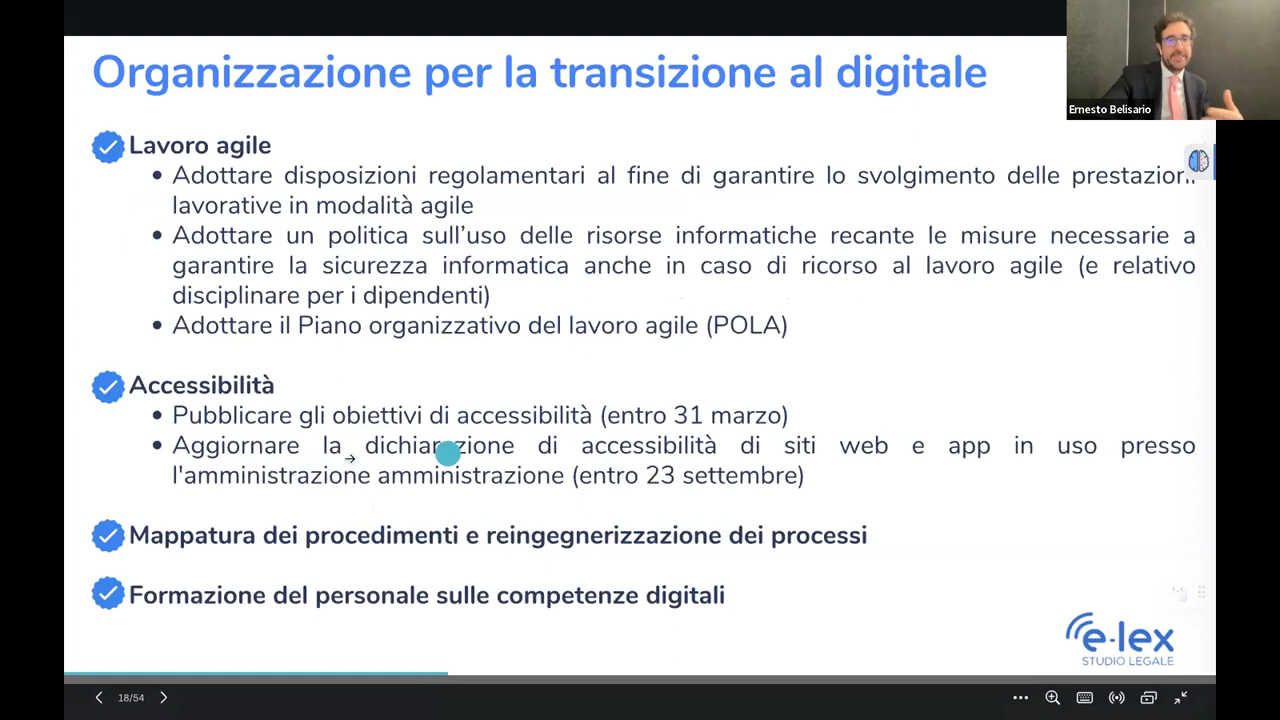 Organizzazione per la transizione al digitale
Ernesto Belisario
Lavoro agile
Adottare disposizioni regolamentari al fine di garantire lo svolgimento delle prestazioni
lavorative in modalità agile
Adottare un politica sull'uso delle risorse informatiche recante le misure necessarie a
garantire la sicurezza informatica anche in caso di ricorso al lavoro agile (e relativo
disciplinare per i dipendenti)
Adottare il Piano organizzativo del lavoro agile (POLA)
Accessibilità
Pubblicare gli obiettivi di accessibilità (entro 31 marzo)
Aggiornare la dichiarazione di accessibilità di siti web e app in uso presso
l'amministrazione amministrazione (entro 23 settembre)
Mappatura dei procedimenti e reingegnerizzazione dei processi
Formazione del personale sulle competenze digitali
e-lex
STUDIO LEGALE
18/54